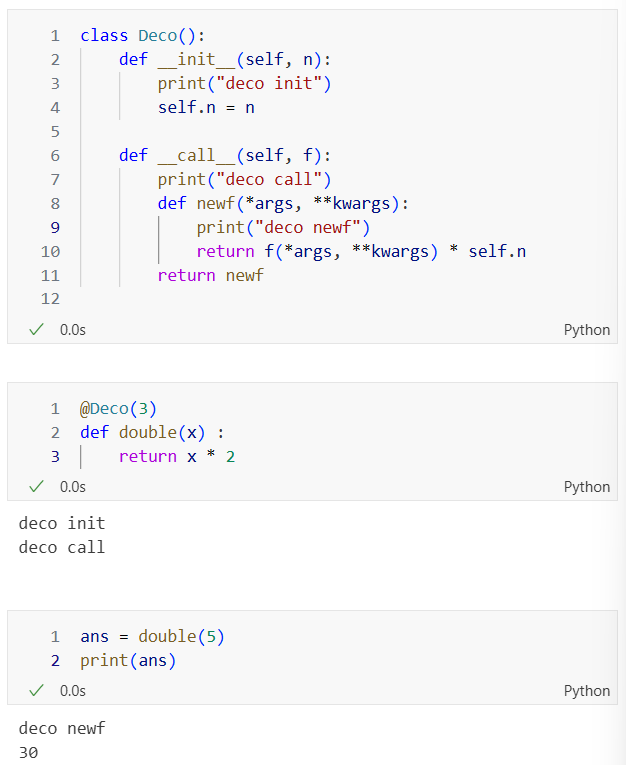 1 class Deco():
2     def __init__(self, n):
3         print("deco init")
4         self.n = n
5
6     def __call__(self, f):
7         print("deco call")
8         def newf(*args, **kwargs):
9             print("deco newf")
10             return f(*args, **kwargs) * self.n
11         return newf
12
✓ 0.0s Python
1 @Deco(3)
2 def double(x) :
3     return x * 2
✓ 0.0s Python
deco init
deco call
1 ans = double(5)
2 print(ans)
✓ 0.0s Python
deco newf
30